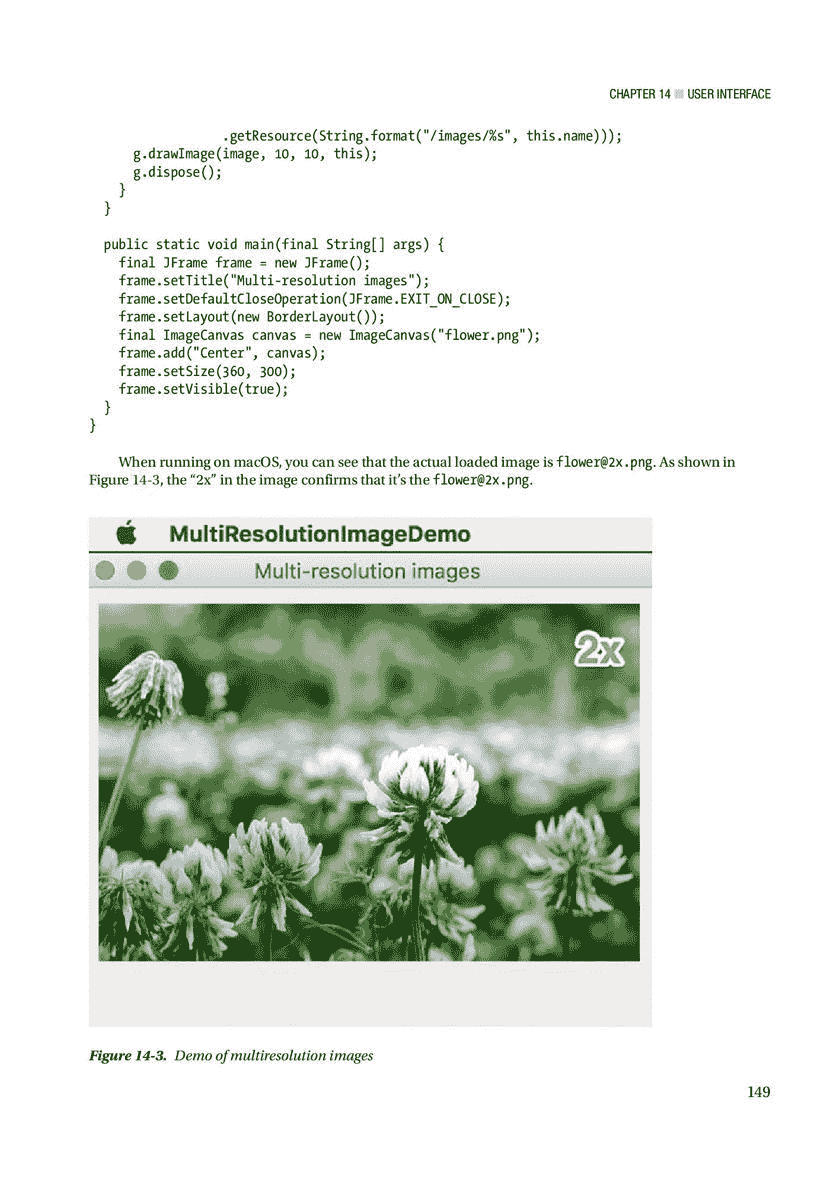 CHAPTER 14 ■ USER INTERFACE
.getResource(String.format("/images/%s", this.name)));
g.drawImage(image, 10, 10, this);
g.dispose();
}
}
public static void main(final String[] args) {
final JFrame frame = new JFrame();
frame.setTitle("Multi-resolution images");
frame.setDefaultCloseOperation(JFrame.EXIT_ON_CLOSE);
frame.setLayout(new BorderLayout());
final ImageCanvas canvas = new ImageCanvas("flower.png");
frame.add("Center", canvas);
frame.setSize(360, 300);
frame.setVisible(true);
}
}
When running on macOS, you can see that the actual loaded image is flower@2x.png. As shown in
Figure 14-3, the “2x” in the image confirms that it’s the flower@2x.png.
MultiResolutionImageDemo
Multi-resolution images
2x
Figure 14-3. Demo of multiresolution images
149